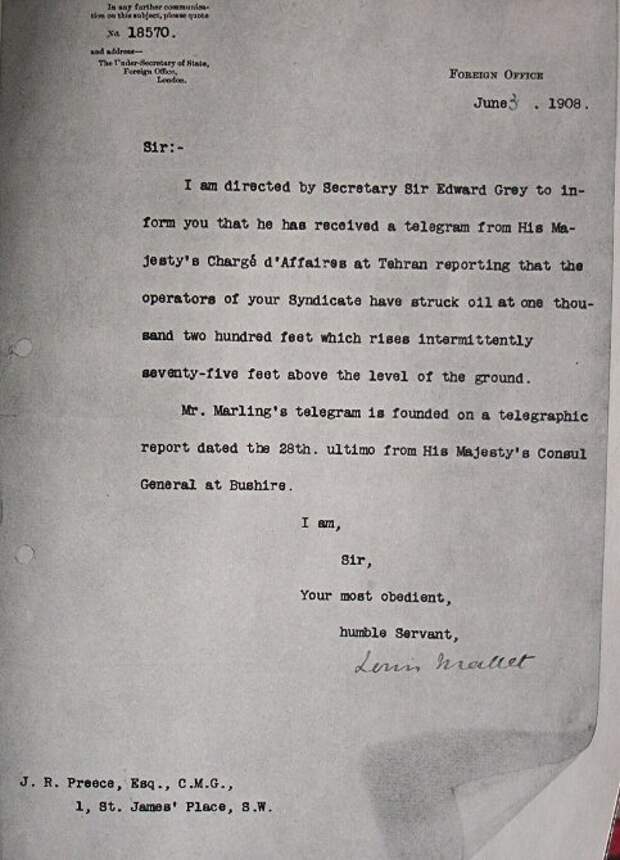 In any further communica-
tion on this subject, please quote
No. 18570.
and address—
The Under-Secretary of State,
Foreign Office,
London.
FOREIGN OFFICE
June 3 . 1908.
Sir:-
I am directed by Secretary Sir Edward Grey to in-
form you that he has received a telegram from His Ma-
jesty's Chargé d'Affaires at Tehran reporting that the
operators of your Syndicate have struck oil at one thou-
sand two hundred feet which rises intermittently
seventy-five feet above the level of the ground.
Mr. Marling's telegram is founded on a telegraphic
report dated the 28th. ultimo from His Majesty's Consul
General at Bushire.
I am,
Sir,
Your most obedient,
humble Servant,
Louis Mallet
J. R. Preece, Esq., C.M.G.,
1, St. James' Place, S.W.